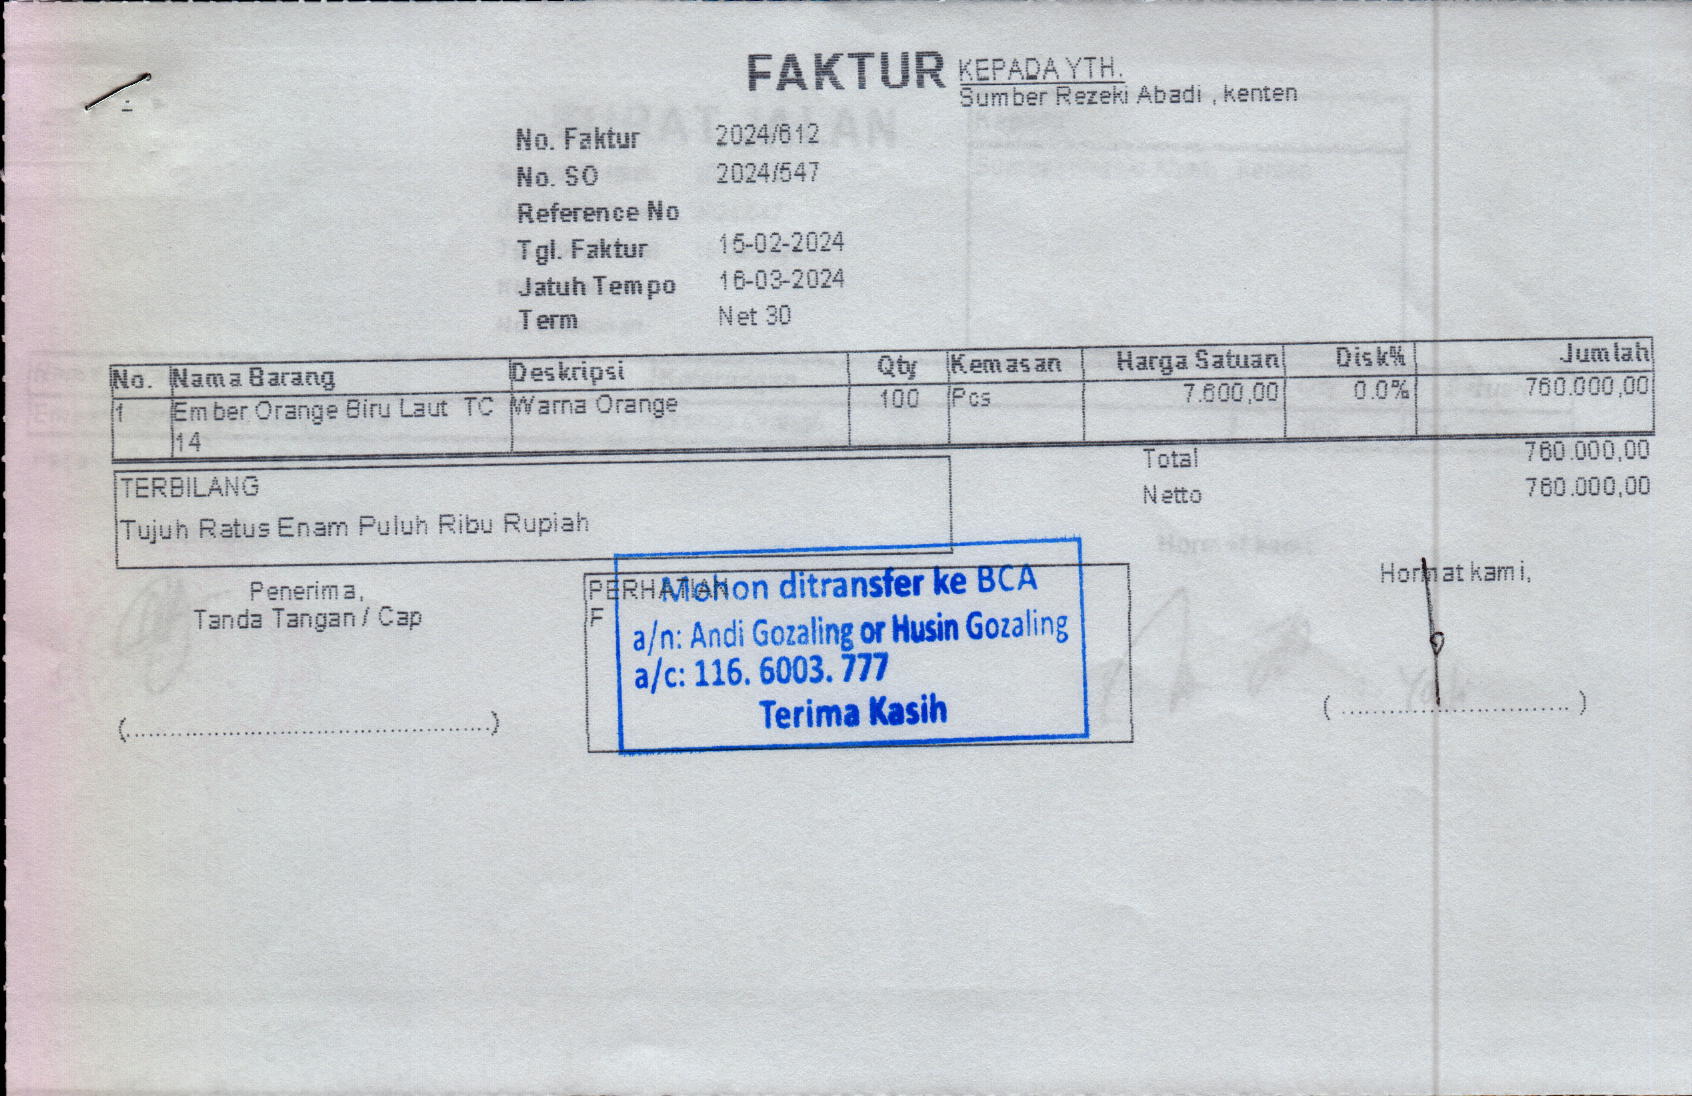 FAKTUR
KEPADA YTH.
Sumber Rezeki Abadi , kenten
No. Faktur 2024/612
No. SO 2024/547
Reference No
Tgl. Faktur 15-02-2024
Jatuh Tempo 16-03-2024
Term Net 30
No. Nama Barang Deskripsi Qty Kemasan Harga Satuan Disk% Jumlah
1 Ember Orange Biru Laut TC Warna Orange 100 Pcs 7.600,00 0.0% 760.000,00
14
Total 760.000,00
Netto 760.000,00
TERBILANG
Tujuh Ratus Enam Puluh Ribu Rupiah
Penerima,
Tanda Tangan / Cap
(................................................)
PERHATIAN
F
Mohon ditransfer ke BCA
a/n: Andi Gozaling or Husin Gozaling
a/c: 116. 6003. 777
Terima Kasih
Hormat kami,
( ................................ )